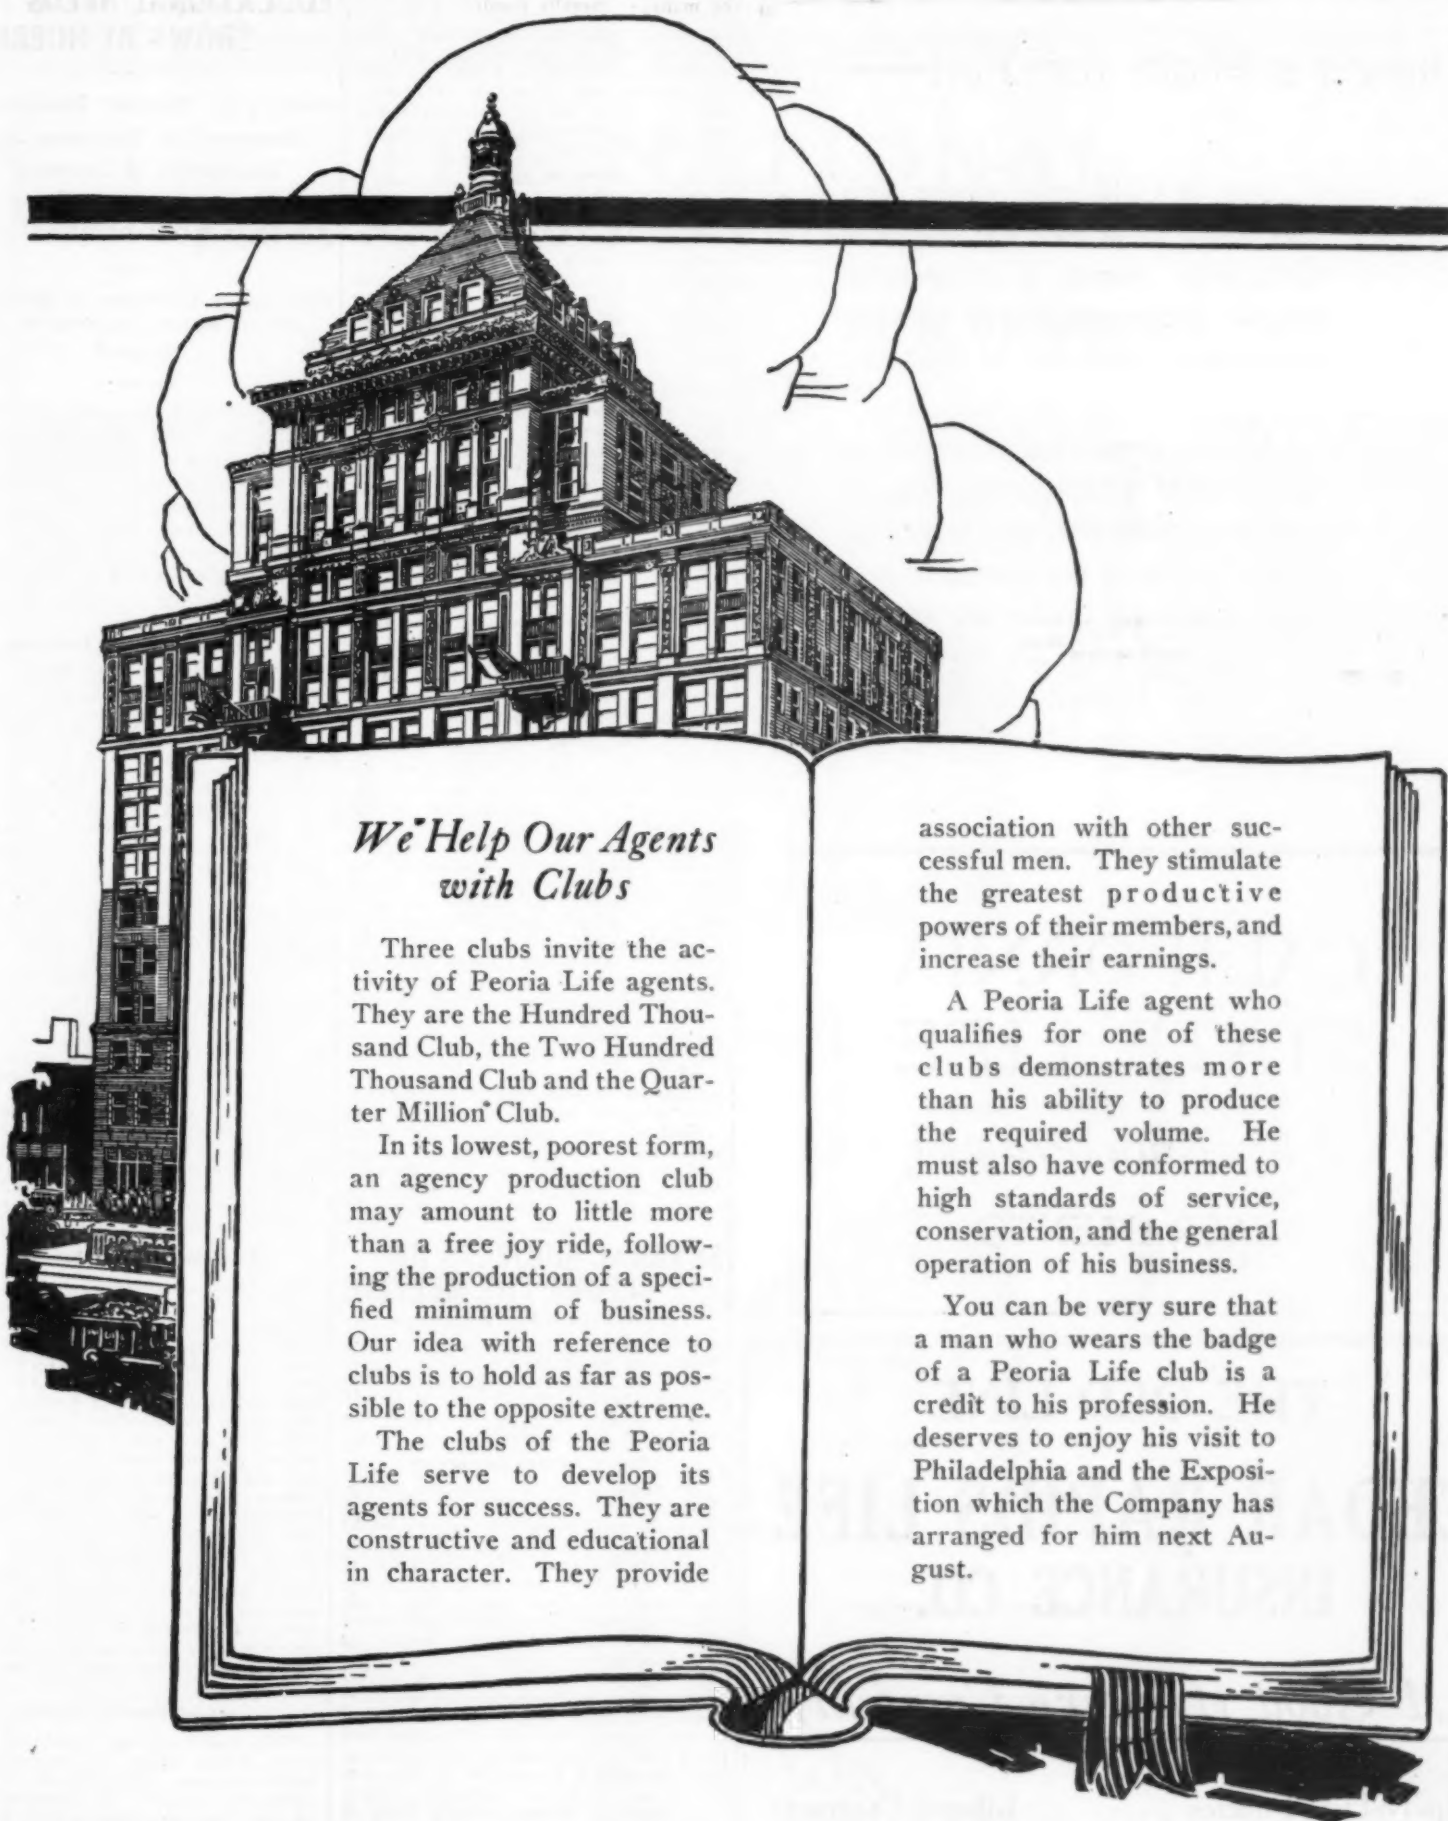 We Help Our Agents
with Clubs
Three clubs invite the ac-
tivity of Peoria Life agents.
They are the Hundred Thou-
sand Club, the Two Hundred
Thousand Club and the Quar-
ter Million Club.
In its lowest, poorest form,
an agency production club
may amount to little more
than a free joy ride, follow-
ing the production of a speci-
fied minimum of business.
Our idea with reference to
clubs is to hold as far as pos-
sible to the opposite extreme.
The clubs of the Peoria
Life serve to develop its
agents for success. They are
constructive and educational
in character. They provide
association with other suc-
cessful men. They stimulate
the greatest productive
powers of their members, and
increase their earnings.
A Peoria Life agent who
qualifies for one of these
clubs demonstrates more
than his ability to produce
the required volume. He
must also have conformed to
high standards of service,
conservation, and the general
operation of his business.
You can be very sure that
a man who wears the badge
of a Peoria Life club is a
credit to his profession. He
deserves to enjoy his visit to
Philadelphia and the Exposi-
tion which the Company has
arranged for him next Au-
gust.